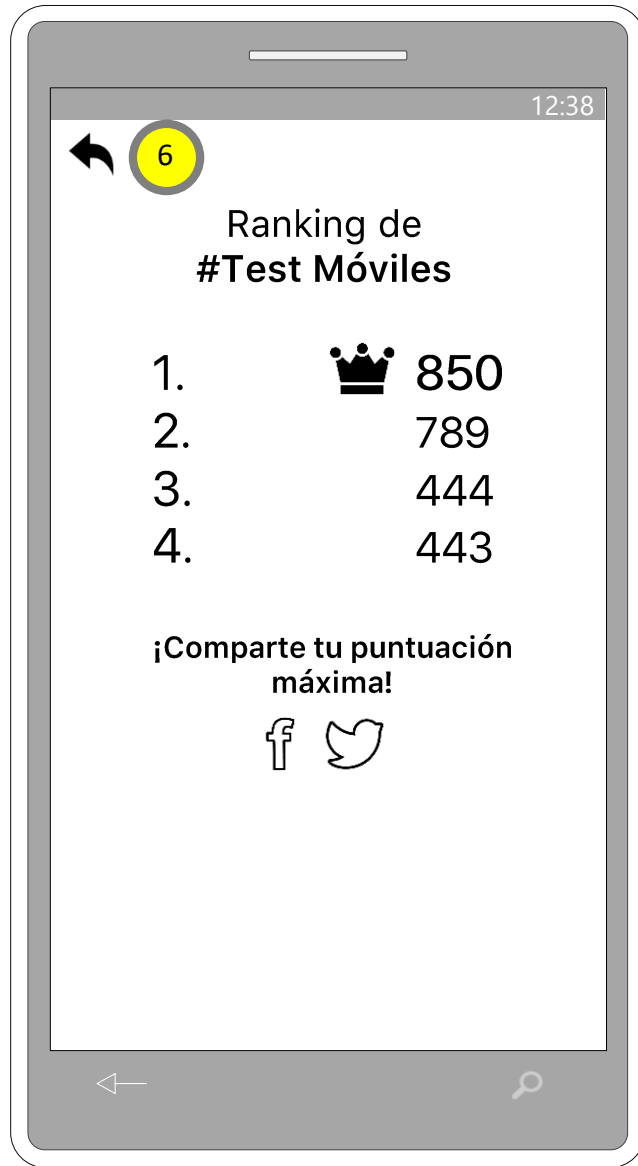 12:38
6
Ranking de
#Test Móviles
1. 850
2. 789
3. 444
4. 443
¡Comparte tu puntuación
máxima!